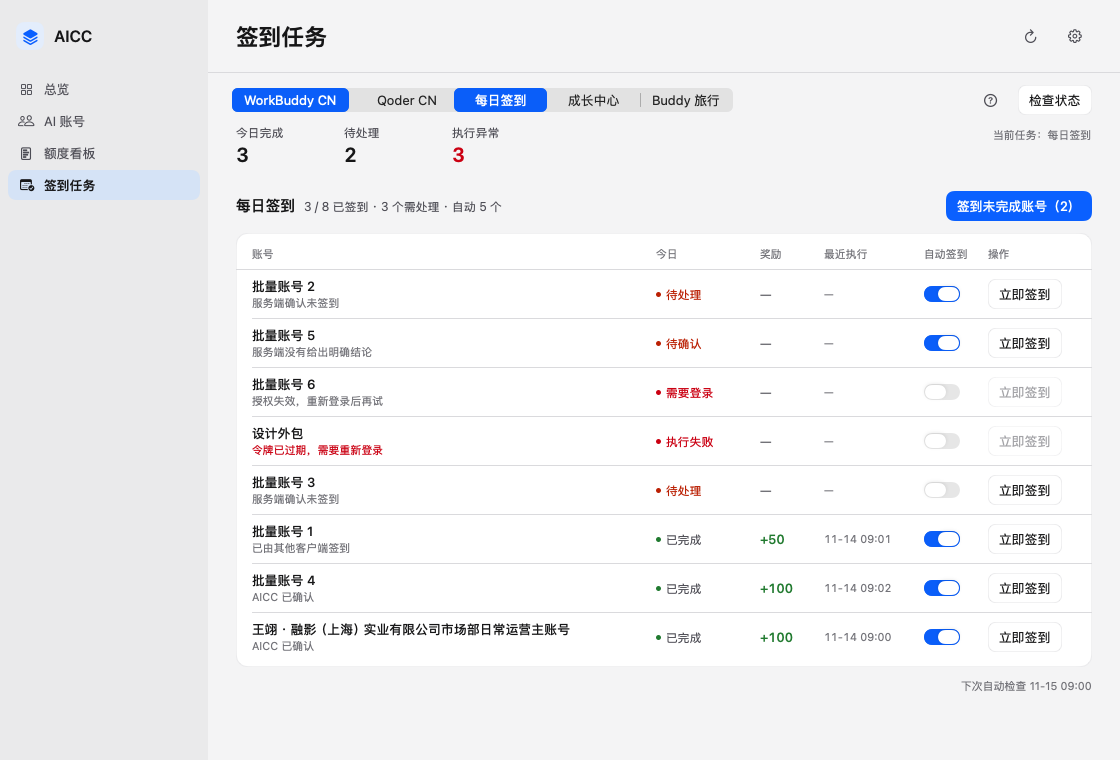 AICC
总览
AI 账号
额度看板
签到任务
签到任务
WorkBuddy CN
Qoder CN
每日签到
成长中心
Buddy 旅行
检查状态
今日完成
待处理
执行异常
当前任务：每日签到
3
2
3
每日签到 3 / 8 已签到 · 3 个需处理 · 自动 5 个
签到未完成账号（2）
账号 今日 奖励 最近执行 自动签到 操作
批量账号 2
服务端确认未签到
待处理 — — 立即签到
批量账号 5
服务端没有给出明确结论
待确认 — — 立即签到
批量账号 6
授权失效，重新登录后再试
需要登录 — — 立即签到
设计外包
令牌已过期，需要重新登录
执行失败 — — 立即签到
批量账号 3
服务端确认未签到
待处理 — — 立即签到
批量账号 1
已由其他客户端签到
已完成 +50 11-14 09:01 立即签到
批量账号 4
AICC 已确认
已完成 +100 11-14 09:02 立即签到
王翊 · 融影（上海）实业有限公司市场部日常运营主账号
AICC 已确认
已完成 +100 11-14 09:00 立即签到
下次自动检查 11-15 09:00